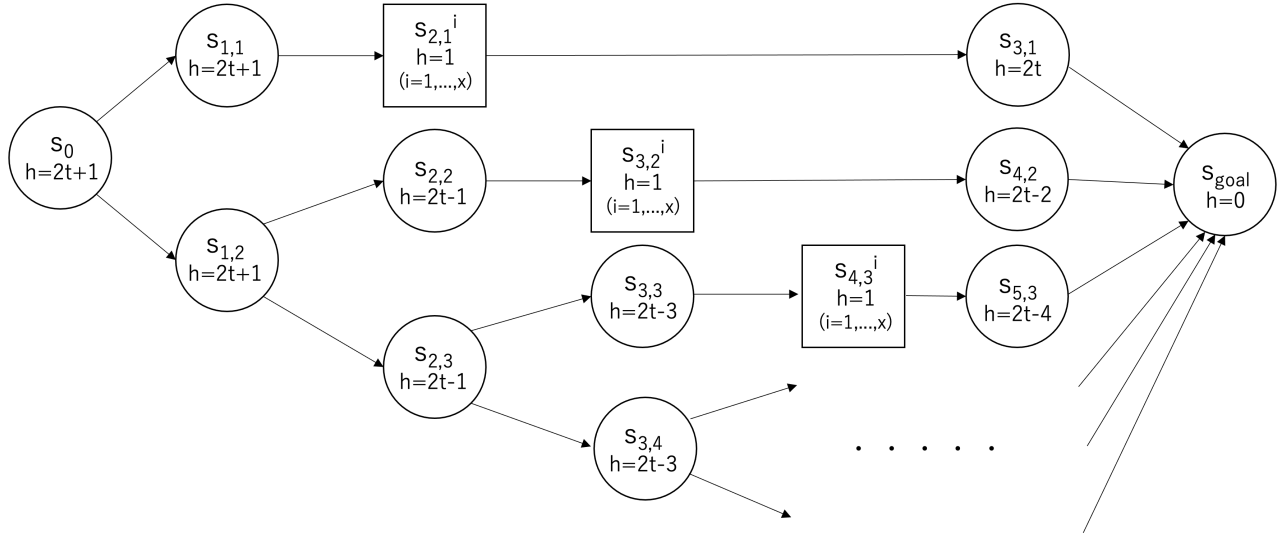 s0
h=2t+1
s1,1
h=2t+1
s2,1i
h=1
(i=1,...,x)
s3,1
h=2t
s1,2
h=2t+1
s2,2
h=2t-1
s3,2i
h=1
(i=1,...,x)
s4,2
h=2t-2
sgoal
h=0
s2,3
h=2t-1
s3,3
h=2t-3
s4,3i
h=1
(i=1,...,x)
s5,3
h=2t-4
s3,4
h=2t-3
. . . . .